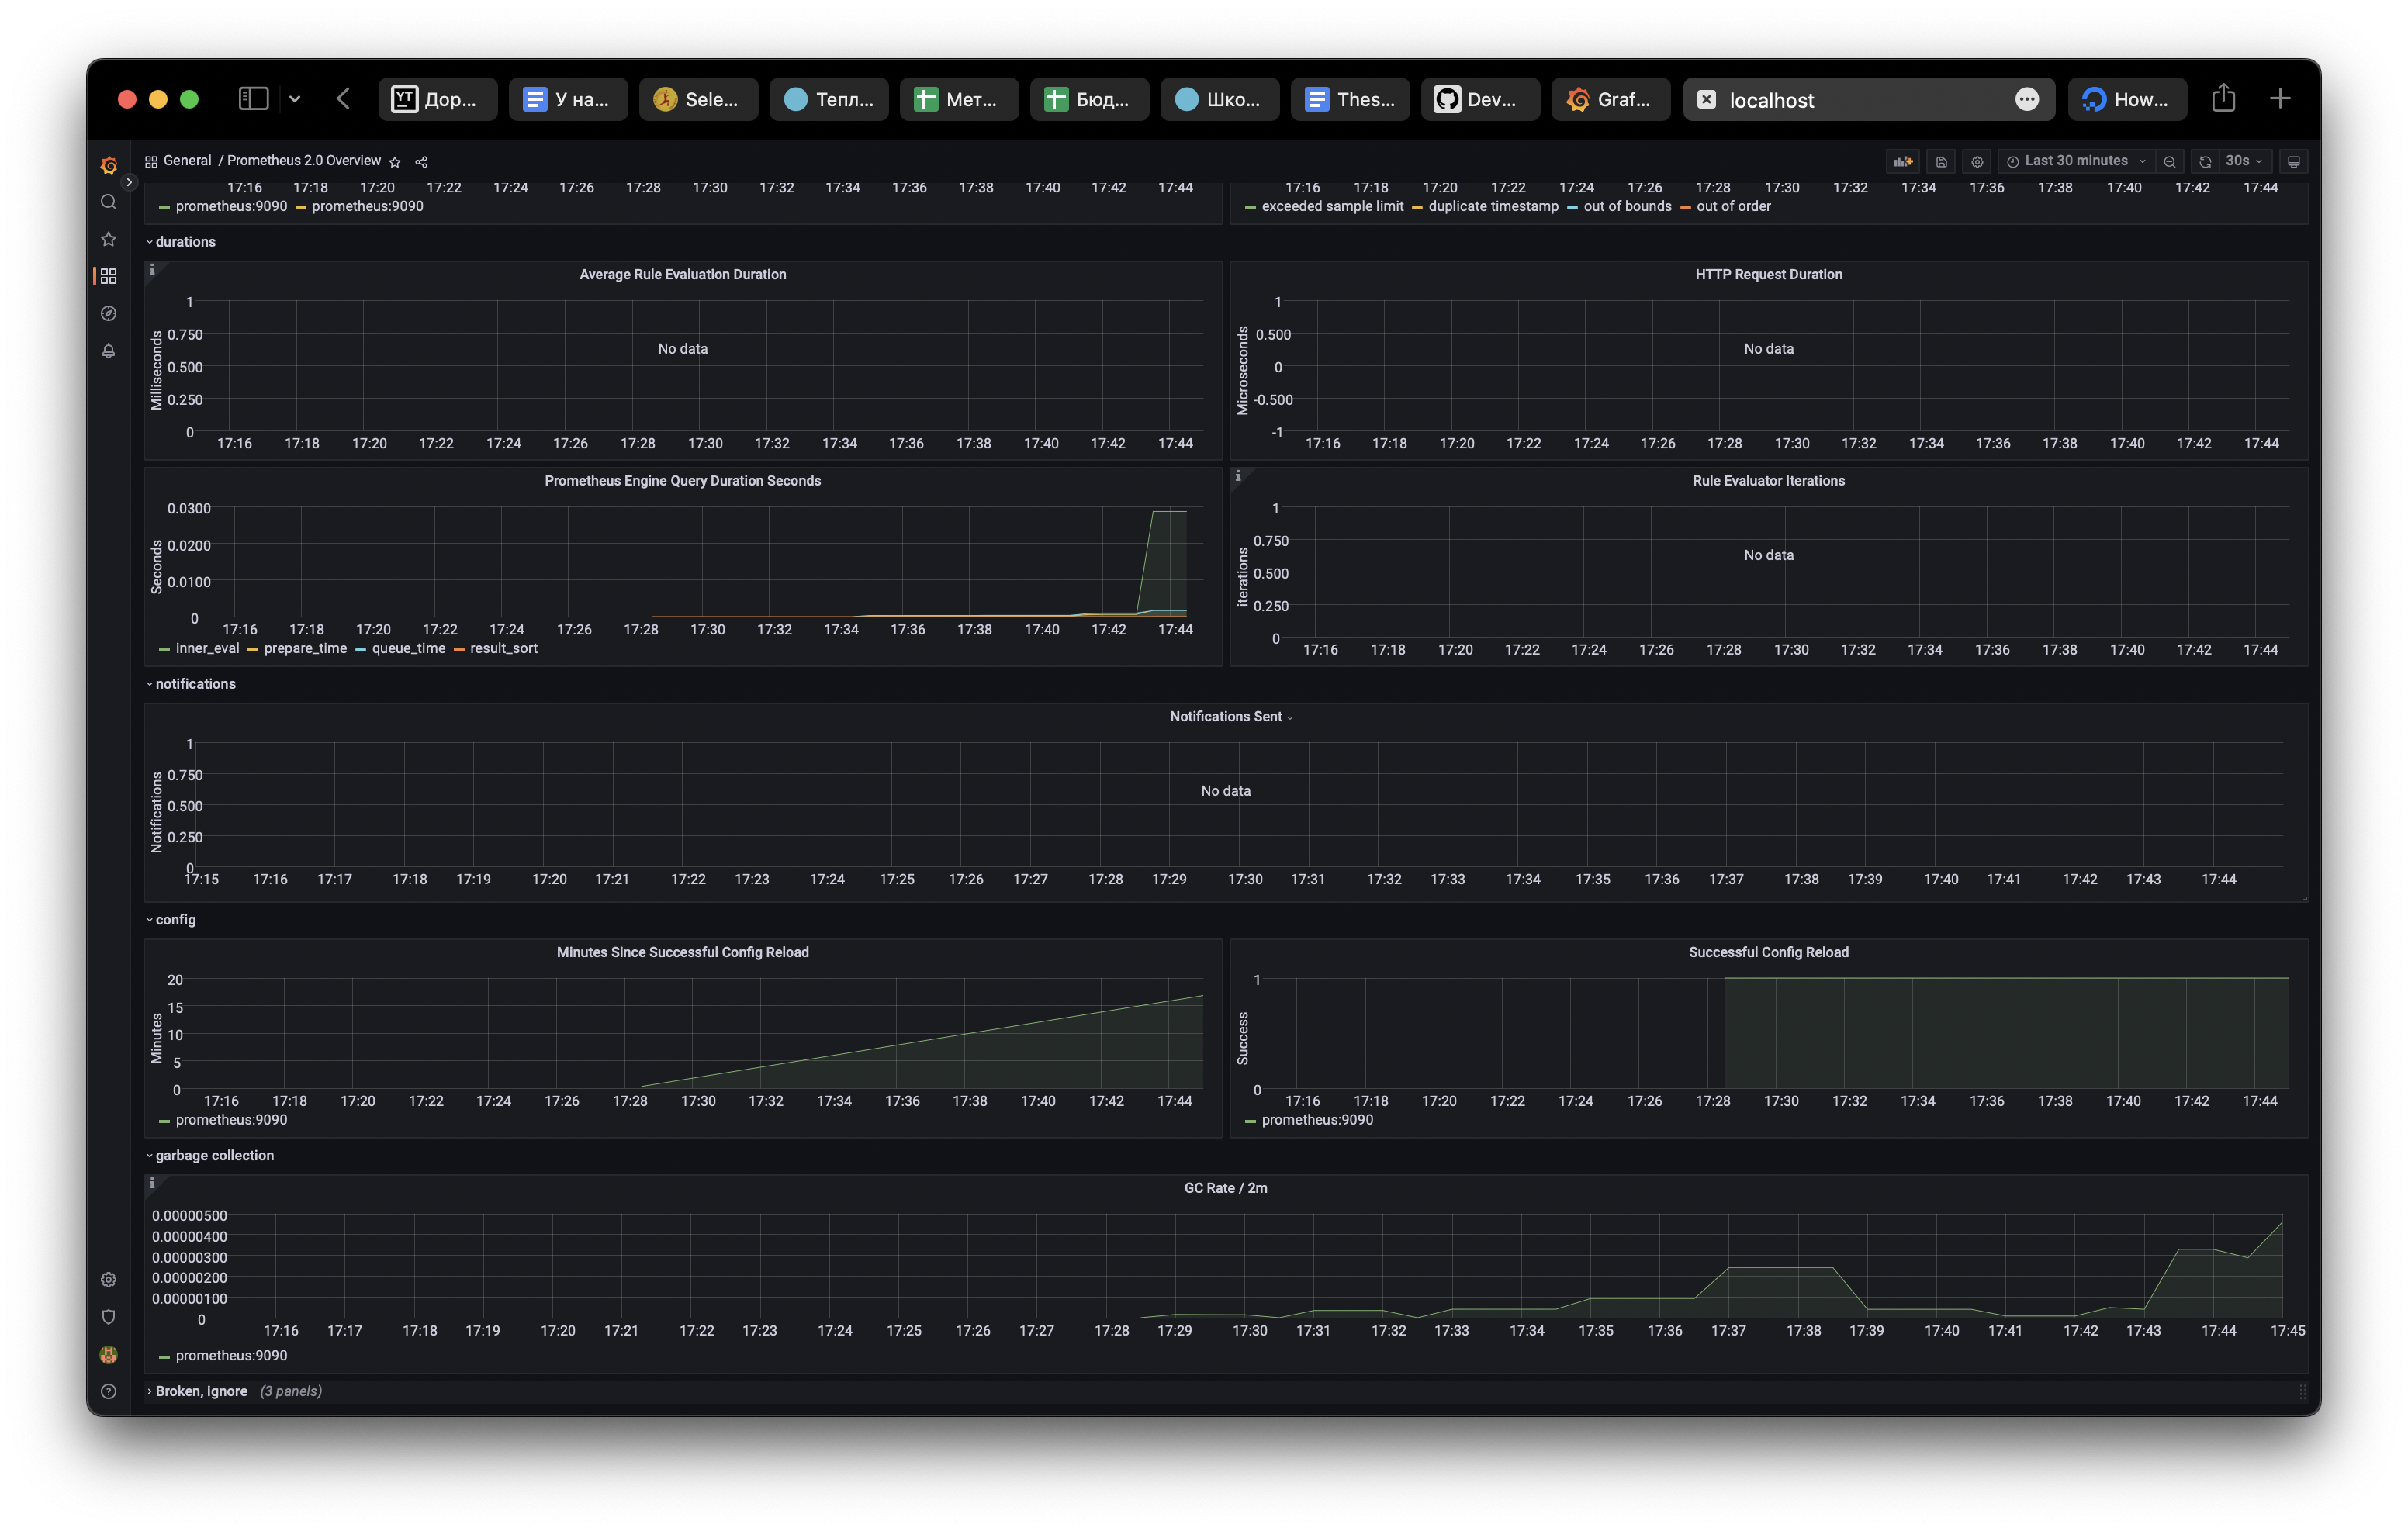 Дор... У на... Sele... Тепл... Мет... Бюд... Шко... Thes... Dev... Graf... localhost How...
General / Prometheus 2.0 Overview Last 30 minutes 30s
17:16 17:18 17:20 17:22 17:24 17:26 17:28 17:30 17:32 17:34 17:36 17:38 17:40 17:42 17:44
prometheus:9090 prometheus:9090
17:16 17:18 17:20 17:22 17:24 17:26 17:28 17:30 17:32 17:34 17:36 17:38 17:40 17:42 17:44
exceeded sample limit duplicate timestamp out of bounds out of order
durations
Average Rule Evaluation Duration
Milliseconds
1
0.750
0.500
0.250
0
No data
17:16 17:18 17:20 17:22 17:24 17:26 17:28 17:30 17:32 17:34 17:36 17:38 17:40 17:42 17:44
HTTP Request Duration
Microseconds
1
0.500
0
-0.500
-1
No data
17:16 17:18 17:20 17:22 17:24 17:26 17:28 17:30 17:32 17:34 17:36 17:38 17:40 17:42 17:44
Prometheus Engine Query Duration Seconds
Seconds
0.0300
0.0200
0.0100
0
17:16 17:18 17:20 17:22 17:24 17:26 17:28 17:30 17:32 17:34 17:36 17:38 17:40 17:42 17:44
inner_eval prepare_time queue_time result_sort
Rule Evaluator Iterations
iterations
1
0.750
0.500
0.250
0
No data
17:16 17:18 17:20 17:22 17:24 17:26 17:28 17:30 17:32 17:34 17:36 17:38 17:40 17:42 17:44
notifications
Notifications Sent
Notifications
1
0.750
0.500
0.250
0
No data
17:15 17:16 17:17 17:18 17:19 17:20 17:21 17:22 17:23 17:24 17:25 17:26 17:27 17:28 17:29 17:30 17:31 17:32 17:33 17:34 17:35 17:36 17:37 17:38 17:39 17:40 17:41 17:42 17:43 17:44
config
Minutes Since Successful Config Reload
Minutes
20
15
10
5
0
17:16 17:18 17:20 17:22 17:24 17:26 17:28 17:30 17:32 17:34 17:36 17:38 17:40 17:42 17:44
prometheus:9090
Successful Config Reload
Success
1
0
17:16 17:18 17:20 17:22 17:24 17:26 17:28 17:30 17:32 17:34 17:36 17:38 17:40 17:42 17:44
prometheus:9090
garbage collection
GC Rate / 2m
0.00000500
0.00000400
0.00000300
0.00000200
0.00000100
0
17:16 17:17 17:18 17:19 17:20 17:21 17:22 17:23 17:24 17:25 17:26 17:27 17:28 17:29 17:30 17:31 17:32 17:33 17:34 17:35 17:36 17:37 17:38 17:39 17:40 17:41 17:42 17:43 17:44 17:45
prometheus:9090
Broken, ignore (3 panels)